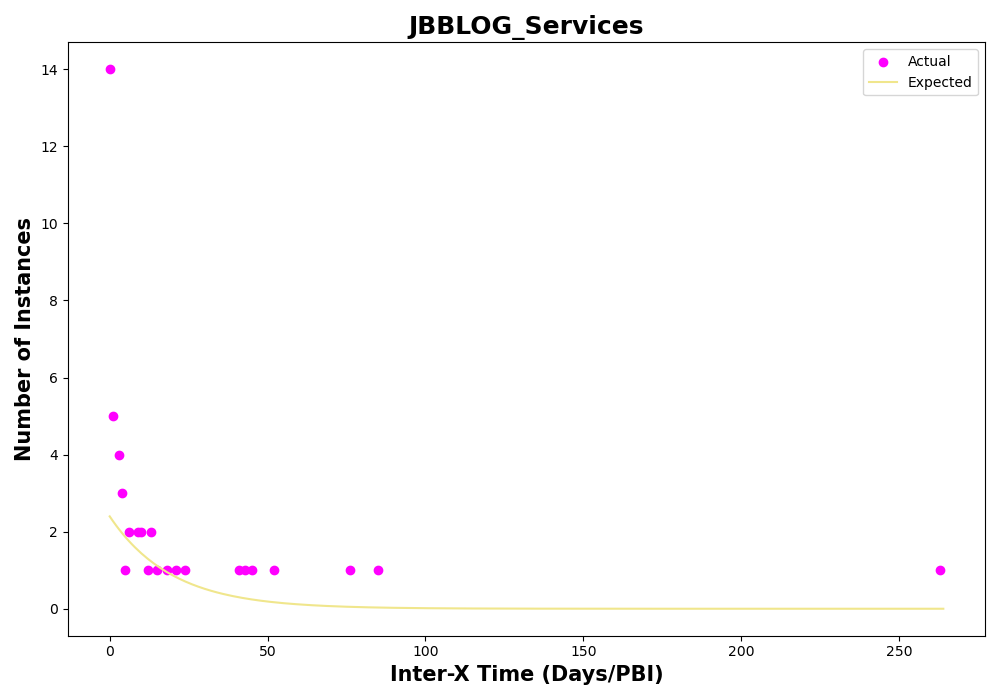 JBBLOG_Services
Actual
Expected
Number of Instances
14
12
10
8
6
4
2
0
0 50 100 150 200 250
Inter-X Time (Days/PBI)